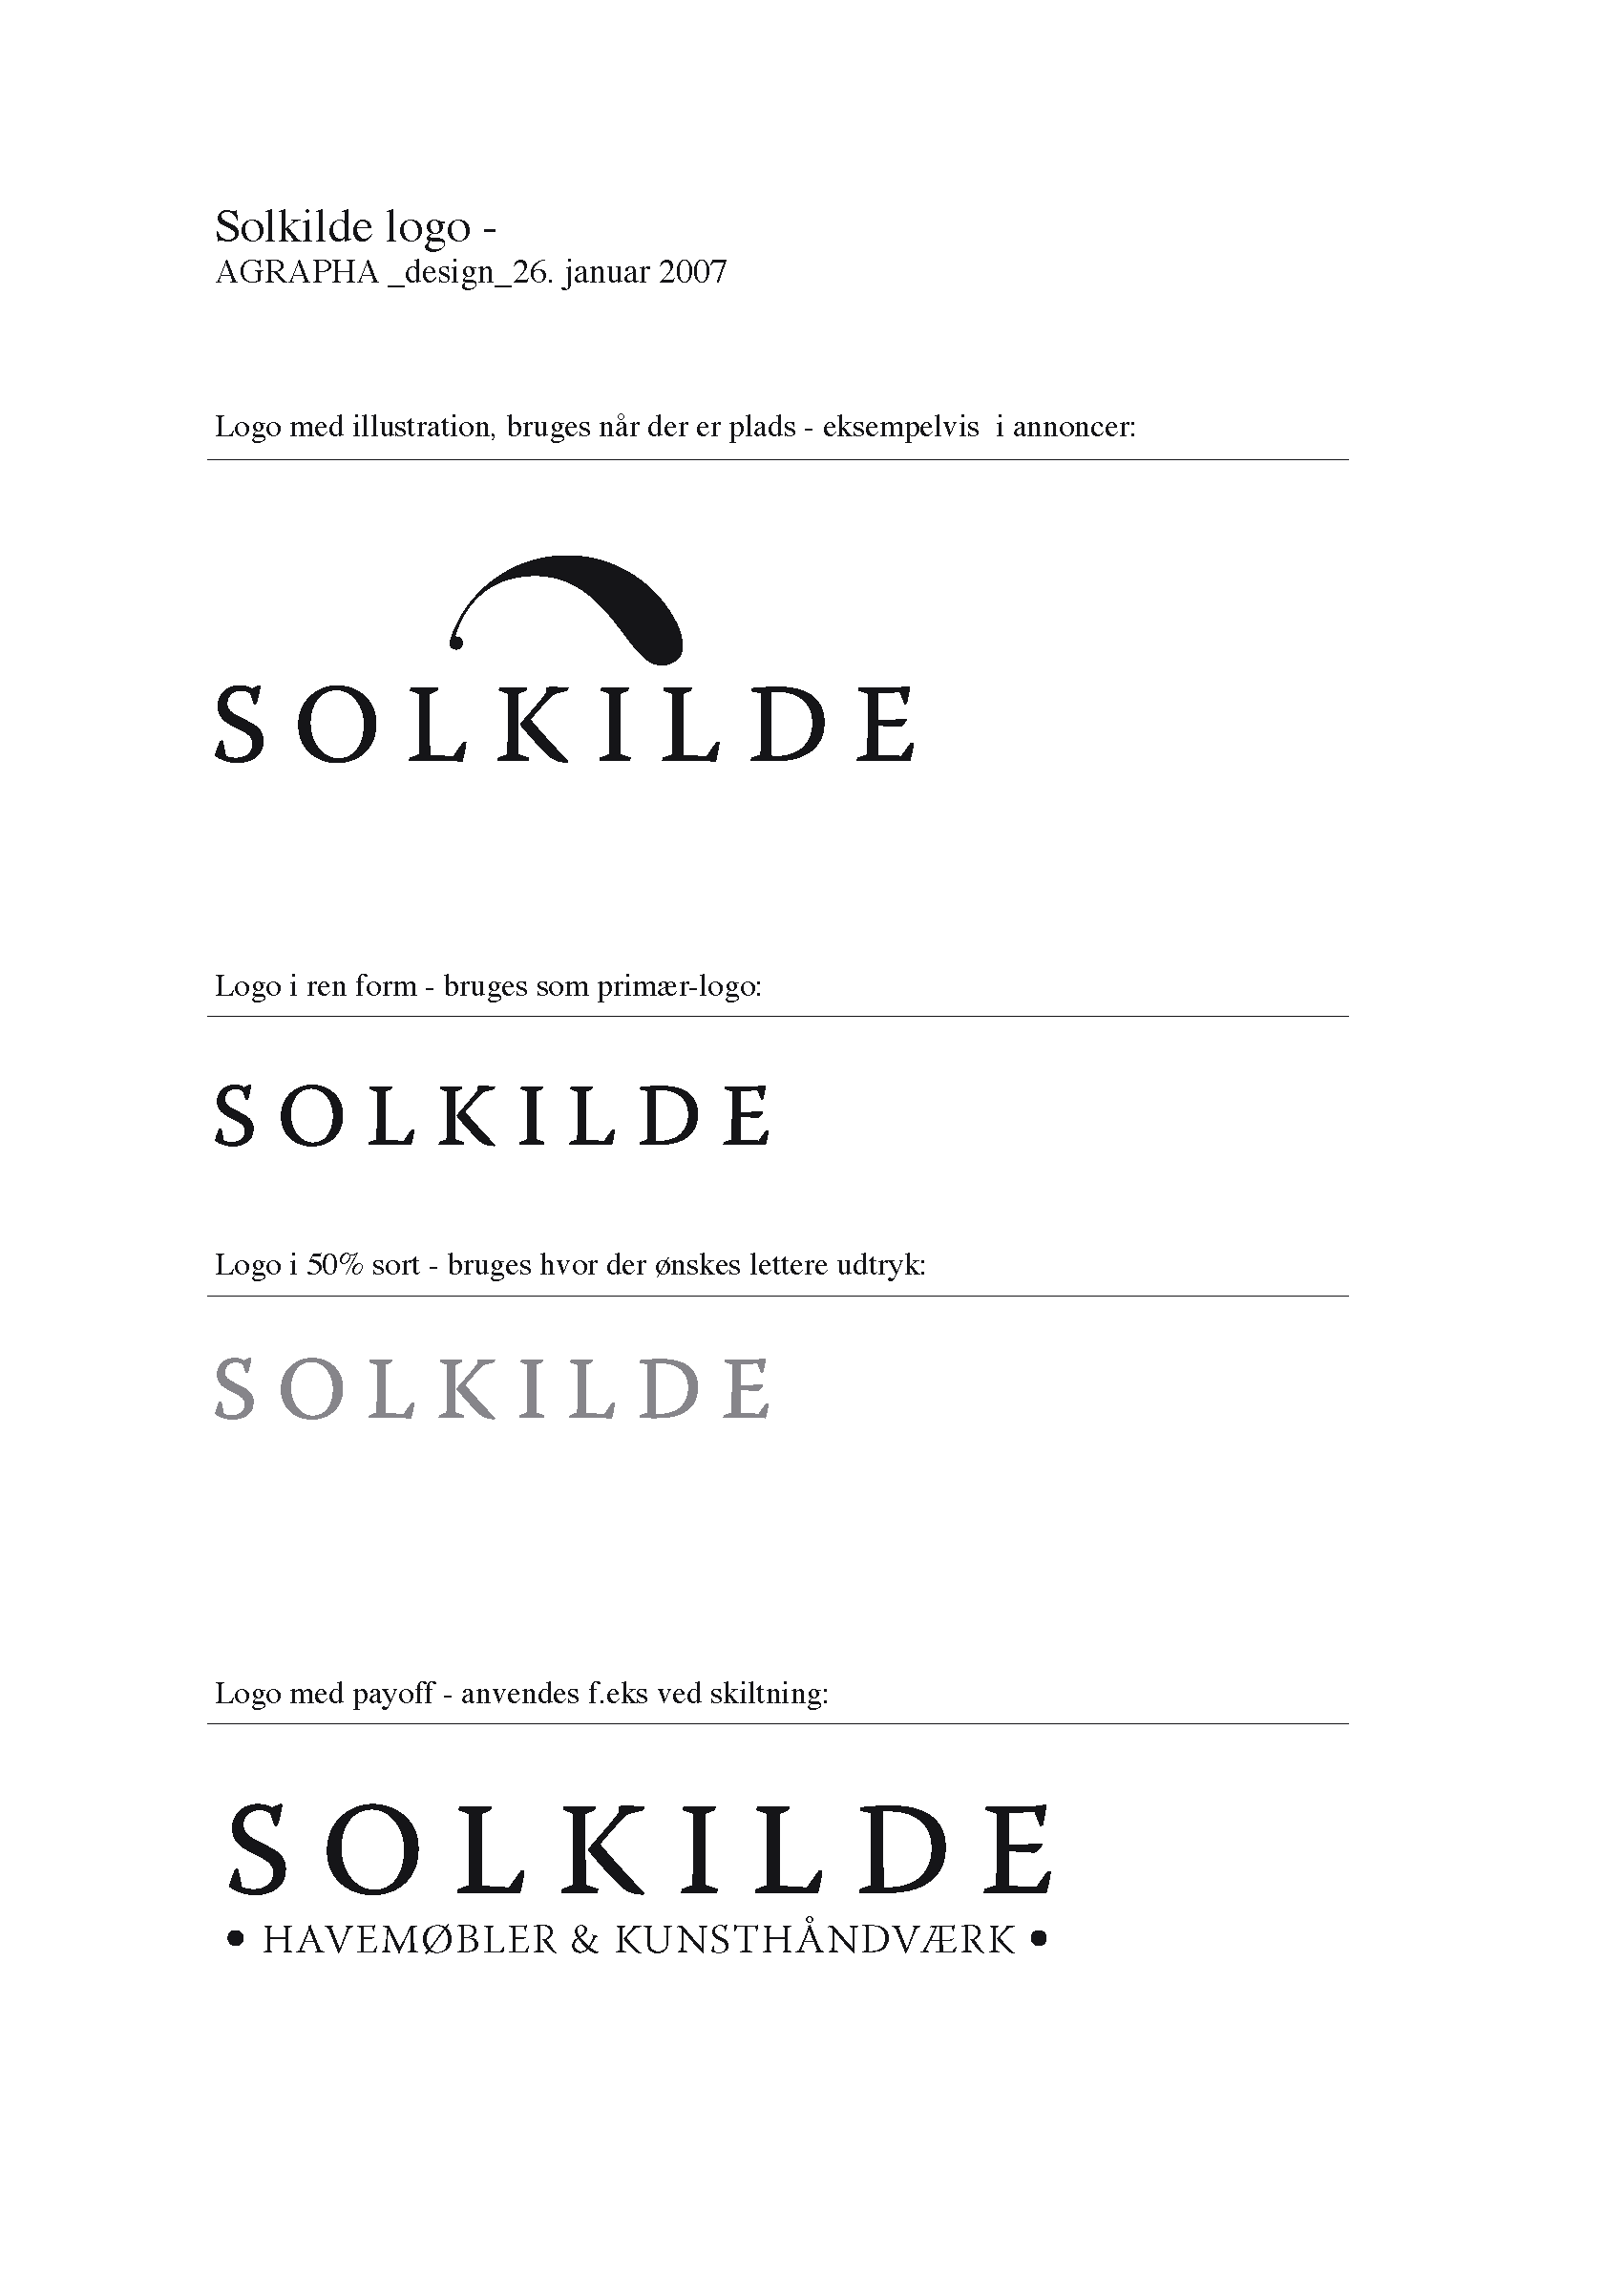 Solkilde logo -
AGRAPHA _design_26. januar 2007
Logo med illustration, bruges når der er plads - eksempelvis  i annoncer:
SOLKILDE
Logo i ren form - bruges som primær-logo:
SOLKILDE
Logo i 50% sort - bruges hvor der ønskes lettere udtryk:
SOLKILDE
Logo med payoff - anvendes f.eks ved skiltning:
SOLKILDE
• HAVEMØBLER & KUNSTHÅNDVÆRK •